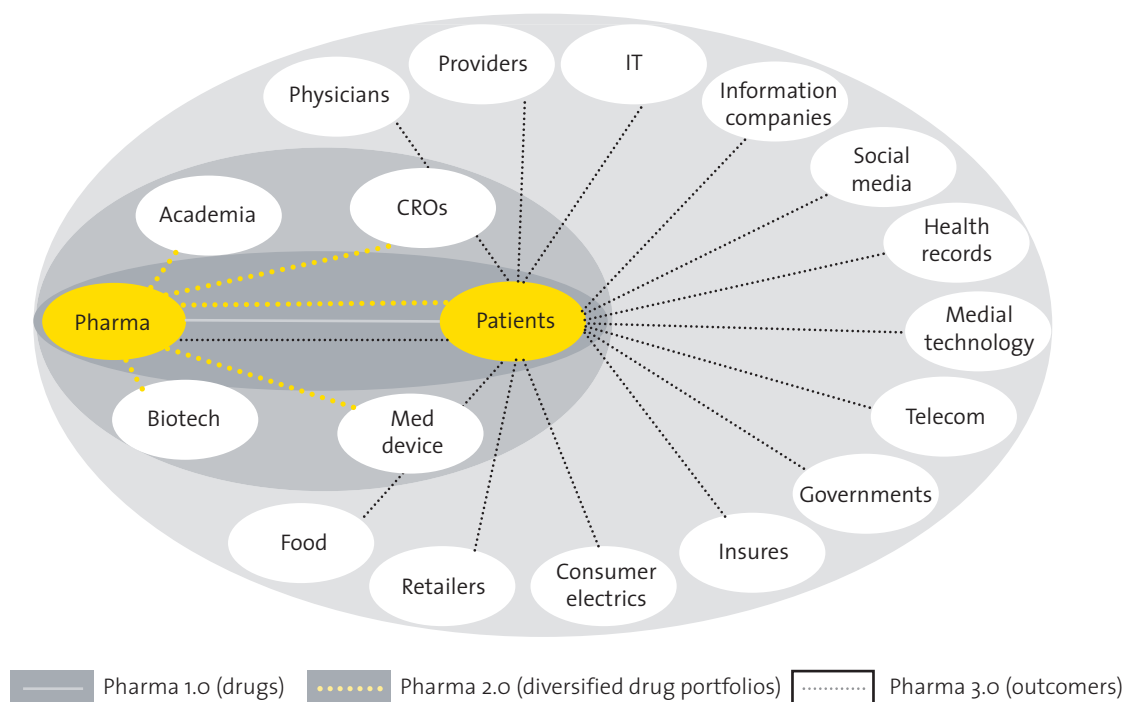 Providers
IT
Physicians
Information
companies
Social
media
Academia
CROs
Health
records
Pharma
Patients
Medial
technology
Biotech
Med
device
Telecom
Governments
Food
Insures
Retailers
Consumer
electrics
Pharma 1.0 (drugs)
Pharma 2.0 (diversified drug portfolios)
Pharma 3.0 (outcomers)